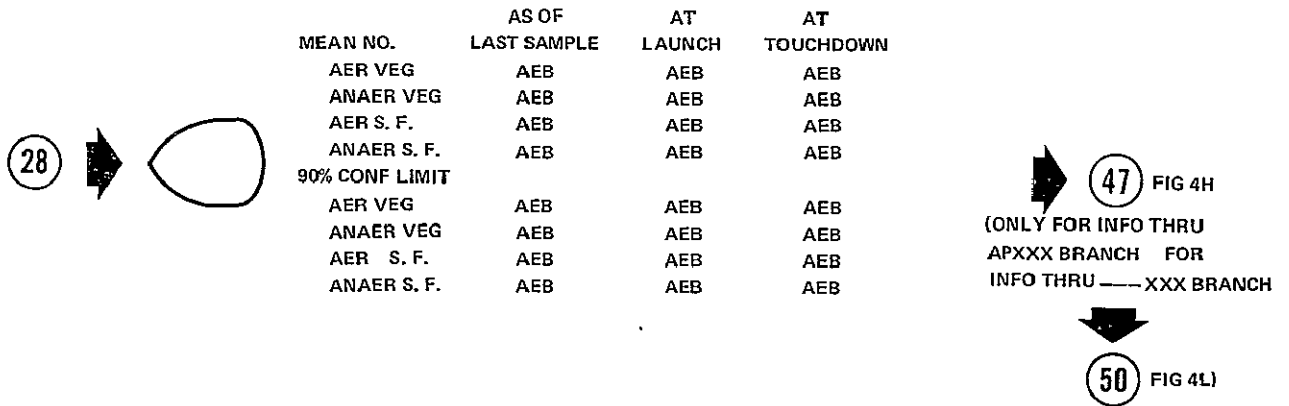 AS OF AT AT
MEAN NO. LAST SAMPLE LAUNCH TOUCHDOWN
AER VEG AEB AEB AEB
ANAER VEG AEB AEB AEB
AER S. F. AEB AEB AEB
ANAER S. F. AEB AEB AEB
90% CONF LIMIT
AER VEG AEB AEB AEB
ANAER VEG AEB AEB AEB
AER S. F. AEB AEB AEB
ANAER S. F. AEB AEB AEB
28
47 FIG 4H
(ONLY FOR INFO THRU
APXXX BRANCH FOR
INFO THRU ——— XXX BRANCH
50 FIG 4L)